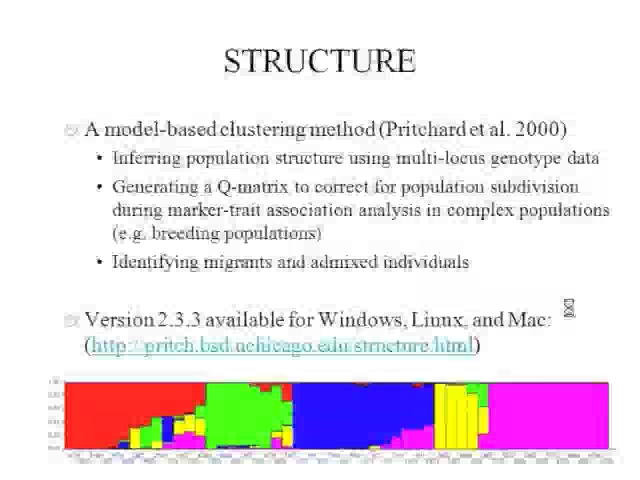 STRUCTURE
A model-based clustering method (Pritchard et al. 2000)
• Inferring population structure using multi-locus genotype data
• Generating a Q-matrix to correct for population subdivision
during marker-trait association analysis in complex populations
(e.g. breeding populations)
• Identifying migrants and admixed individuals
Version 2.3.3 available for Windows, Linux, and Mac:
(http://pritch.bsd.uchicago.edu/structure.html)